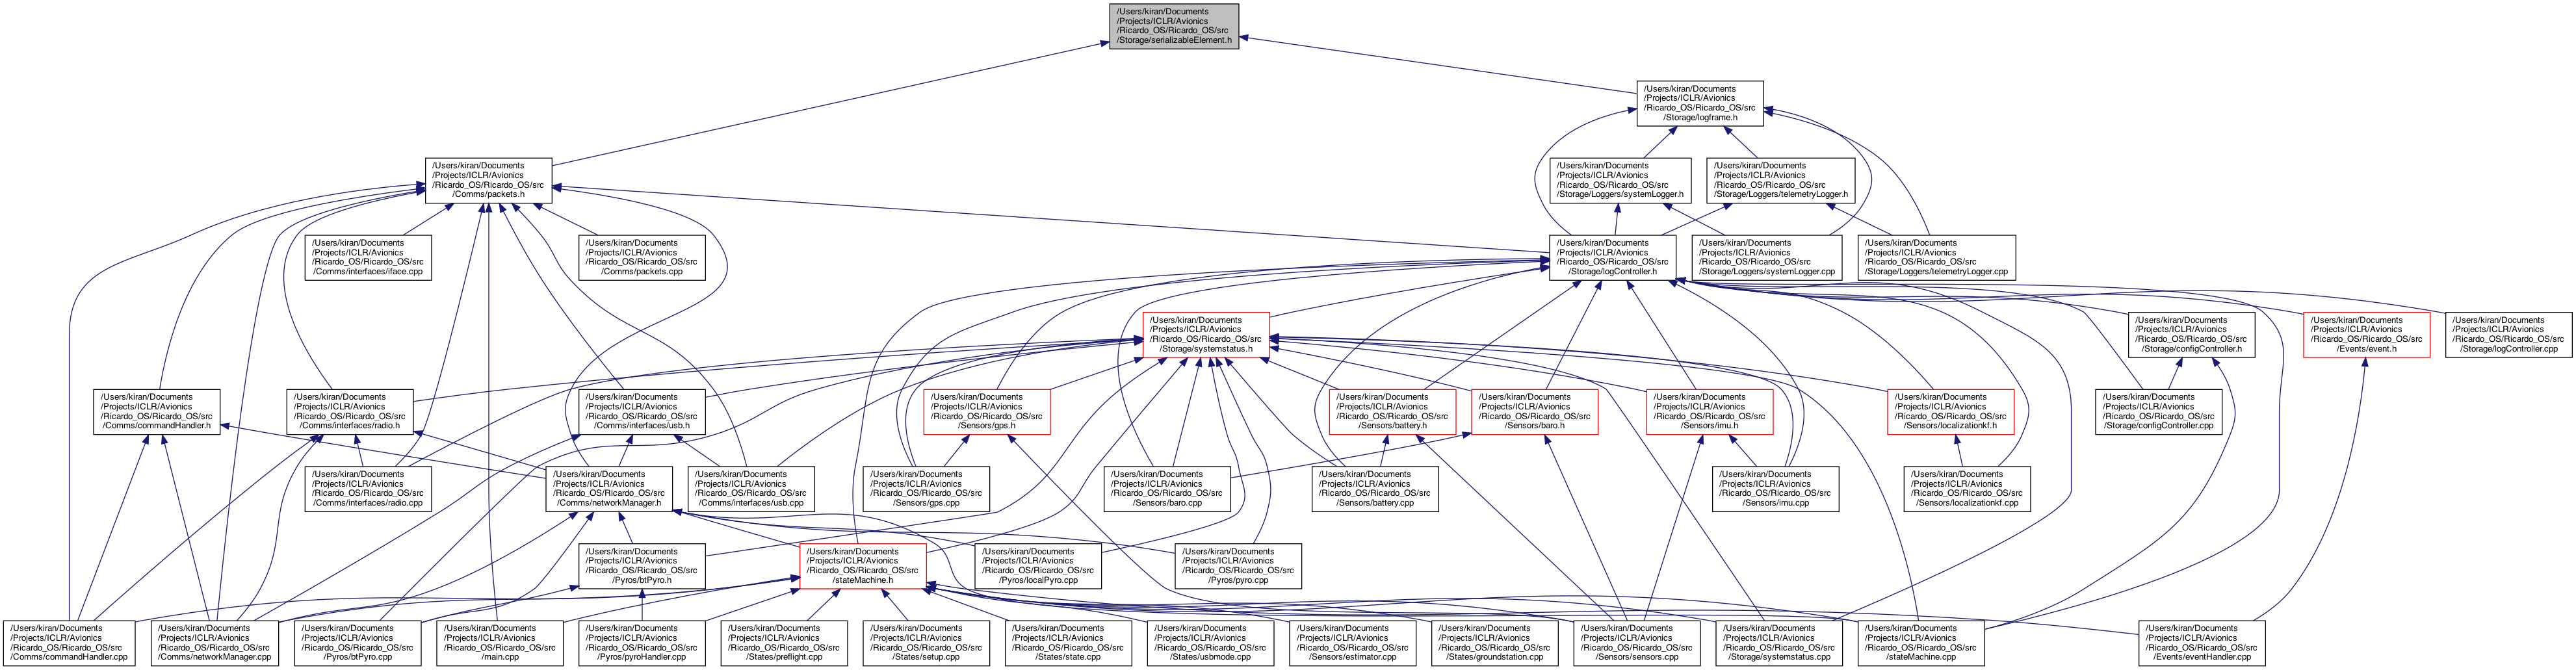 /Users/kiran/Documents
/Projects/ICLR/Avionics
/Ricardo_OS/Ricardo_OS/src
/Storage/serializableElement.h
/Users/kiran/Documents
/Projects/ICLR/Avionics
/Ricardo_OS/Ricardo_OS/src
/Storage/logframe.h
/Users/kiran/Documents
/Projects/ICLR/Avionics
/Ricardo_OS/Ricardo_OS/src
/Comms/packets.h
/Users/kiran/Documents
/Projects/ICLR/Avionics
/Ricardo_OS/Ricardo_OS/src
/Storage/Loggers/systemLogger.h
/Users/kiran/Documents
/Projects/ICLR/Avionics
/Ricardo_OS/Ricardo_OS/src
/Storage/Loggers/telemetryLogger.h
/Users/kiran/Documents
/Projects/ICLR/Avionics
/Ricardo_OS/Ricardo_OS/src
/Comms/interfaces/iface.cpp
/Users/kiran/Documents
/Projects/ICLR/Avionics
/Ricardo_OS/Ricardo_OS/src
/Comms/packets.cpp
/Users/kiran/Documents
/Projects/ICLR/Avionics
/Ricardo_OS/Ricardo_OS/src
/Storage/logController.h
/Users/kiran/Documents
/Projects/ICLR/Avionics
/Ricardo_OS/Ricardo_OS/src
/Storage/Loggers/systemLogger.cpp
/Users/kiran/Documents
/Projects/ICLR/Avionics
/Ricardo_OS/Ricardo_OS/src
/Storage/Loggers/telemetryLogger.cpp
/Users/kiran/Documents
/Projects/ICLR/Avionics
/Ricardo_OS/Ricardo_OS/src
/Storage/systemstatus.h
/Users/kiran/Documents
/Projects/ICLR/Avionics
/Ricardo_OS/Ricardo_OS/src
/Storage/configController.h
/Users/kiran/Documents
/Projects/ICLR/Avionics
/Ricardo_OS/Ricardo_OS/src
/Events/event.h
/Users/kiran/Documents
/Projects/ICLR/Avionics
/Ricardo_OS/Ricardo_OS/src
/Storage/logController.cpp
/Users/kiran/Documents
/Projects/ICLR/Avionics
/Ricardo_OS/Ricardo_OS/src
/Comms/commandHandler.h
/Users/kiran/Documents
/Projects/ICLR/Avionics
/Ricardo_OS/Ricardo_OS/src
/Comms/interfaces/radio.h
/Users/kiran/Documents
/Projects/ICLR/Avionics
/Ricardo_OS/Ricardo_OS/src
/Comms/interfaces/usb.h
/Users/kiran/Documents
/Projects/ICLR/Avionics
/Ricardo_OS/Ricardo_OS/src
/Sensors/gps.h
/Users/kiran/Documents
/Projects/ICLR/Avionics
/Ricardo_OS/Ricardo_OS/src
/Sensors/battery.h
/Users/kiran/Documents
/Projects/ICLR/Avionics
/Ricardo_OS/Ricardo_OS/src
/Sensors/baro.h
/Users/kiran/Documents
/Projects/ICLR/Avionics
/Ricardo_OS/Ricardo_OS/src
/Sensors/imu.h
/Users/kiran/Documents
/Projects/ICLR/Avionics
/Ricardo_OS/Ricardo_OS/src
/Sensors/localizationkf.h
/Users/kiran/Documents
/Projects/ICLR/Avionics
/Ricardo_OS/Ricardo_OS/src
/Storage/configController.cpp
/Users/kiran/Documents
/Projects/ICLR/Avionics
/Ricardo_OS/Ricardo_OS/src
/Comms/interfaces/radio.cpp
/Users/kiran/Documents
/Projects/ICLR/Avionics
/Ricardo_OS/Ricardo_OS/src
/Comms/networkManager.h
/Users/kiran/Documents
/Projects/ICLR/Avionics
/Ricardo_OS/Ricardo_OS/src
/Comms/interfaces/usb.cpp
/Users/kiran/Documents
/Projects/ICLR/Avionics
/Ricardo_OS/Ricardo_OS/src
/Sensors/gps.cpp
/Users/kiran/Documents
/Projects/ICLR/Avionics
/Ricardo_OS/Ricardo_OS/src
/Sensors/baro.cpp
/Users/kiran/Documents
/Projects/ICLR/Avionics
/Ricardo_OS/Ricardo_OS/src
/Sensors/battery.cpp
/Users/kiran/Documents
/Projects/ICLR/Avionics
/Ricardo_OS/Ricardo_OS/src
/Sensors/imu.cpp
/Users/kiran/Documents
/Projects/ICLR/Avionics
/Ricardo_OS/Ricardo_OS/src
/Sensors/localizationkf.cpp
/Users/kiran/Documents
/Projects/ICLR/Avionics
/Ricardo_OS/Ricardo_OS/src
/Pyros/btPyro.h
/Users/kiran/Documents
/Projects/ICLR/Avionics
/Ricardo_OS/Ricardo_OS/src
/stateMachine.h
/Users/kiran/Documents
/Projects/ICLR/Avionics
/Ricardo_OS/Ricardo_OS/src
/Pyros/localPyro.cpp
/Users/kiran/Documents
/Projects/ICLR/Avionics
/Ricardo_OS/Ricardo_OS/src
/Pyros/pyro.cpp
/Users/kiran/Documents
/Projects/ICLR/Avionics
/Ricardo_OS/Ricardo_OS/src
/Comms/commandHandler.cpp
/Users/kiran/Documents
/Projects/ICLR/Avionics
/Ricardo_OS/Ricardo_OS/src
/Comms/networkManager.cpp
/Users/kiran/Documents
/Projects/ICLR/Avionics
/Ricardo_OS/Ricardo_OS/src
/Pyros/btPyro.cpp
/Users/kiran/Documents
/Projects/ICLR/Avionics
/Ricardo_OS/Ricardo_OS/src
/main.cpp
/Users/kiran/Documents
/Projects/ICLR/Avionics
/Ricardo_OS/Ricardo_OS/src
/Pyros/pyroHandler.cpp
/Users/kiran/Documents
/Projects/ICLR/Avionics
/Ricardo_OS/Ricardo_OS/src
/States/preflight.cpp
/Users/kiran/Documents
/Projects/ICLR/Avionics
/Ricardo_OS/Ricardo_OS/src
/States/setup.cpp
/Users/kiran/Documents
/Projects/ICLR/Avionics
/Ricardo_OS/Ricardo_OS/src
/States/state.cpp
/Users/kiran/Documents
/Projects/ICLR/Avionics
/Ricardo_OS/Ricardo_OS/src
/States/usbmode.cpp
/Users/kiran/Documents
/Projects/ICLR/Avionics
/Ricardo_OS/Ricardo_OS/src
/Sensors/estimator.cpp
/Users/kiran/Documents
/Projects/ICLR/Avionics
/Ricardo_OS/Ricardo_OS/src
/States/groundstation.cpp
/Users/kiran/Documents
/Projects/ICLR/Avionics
/Ricardo_OS/Ricardo_OS/src
/Sensors/sensors.cpp
/Users/kiran/Documents
/Projects/ICLR/Avionics
/Ricardo_OS/Ricardo_OS/src
/Storage/systemstatus.cpp
/Users/kiran/Documents
/Projects/ICLR/Avionics
/Ricardo_OS/Ricardo_OS/src
/stateMachine.cpp
/Users/kiran/Documents
/Projects/ICLR/Avionics
/Ricardo_OS/Ricardo_OS/src
/Events/eventHandler.cpp